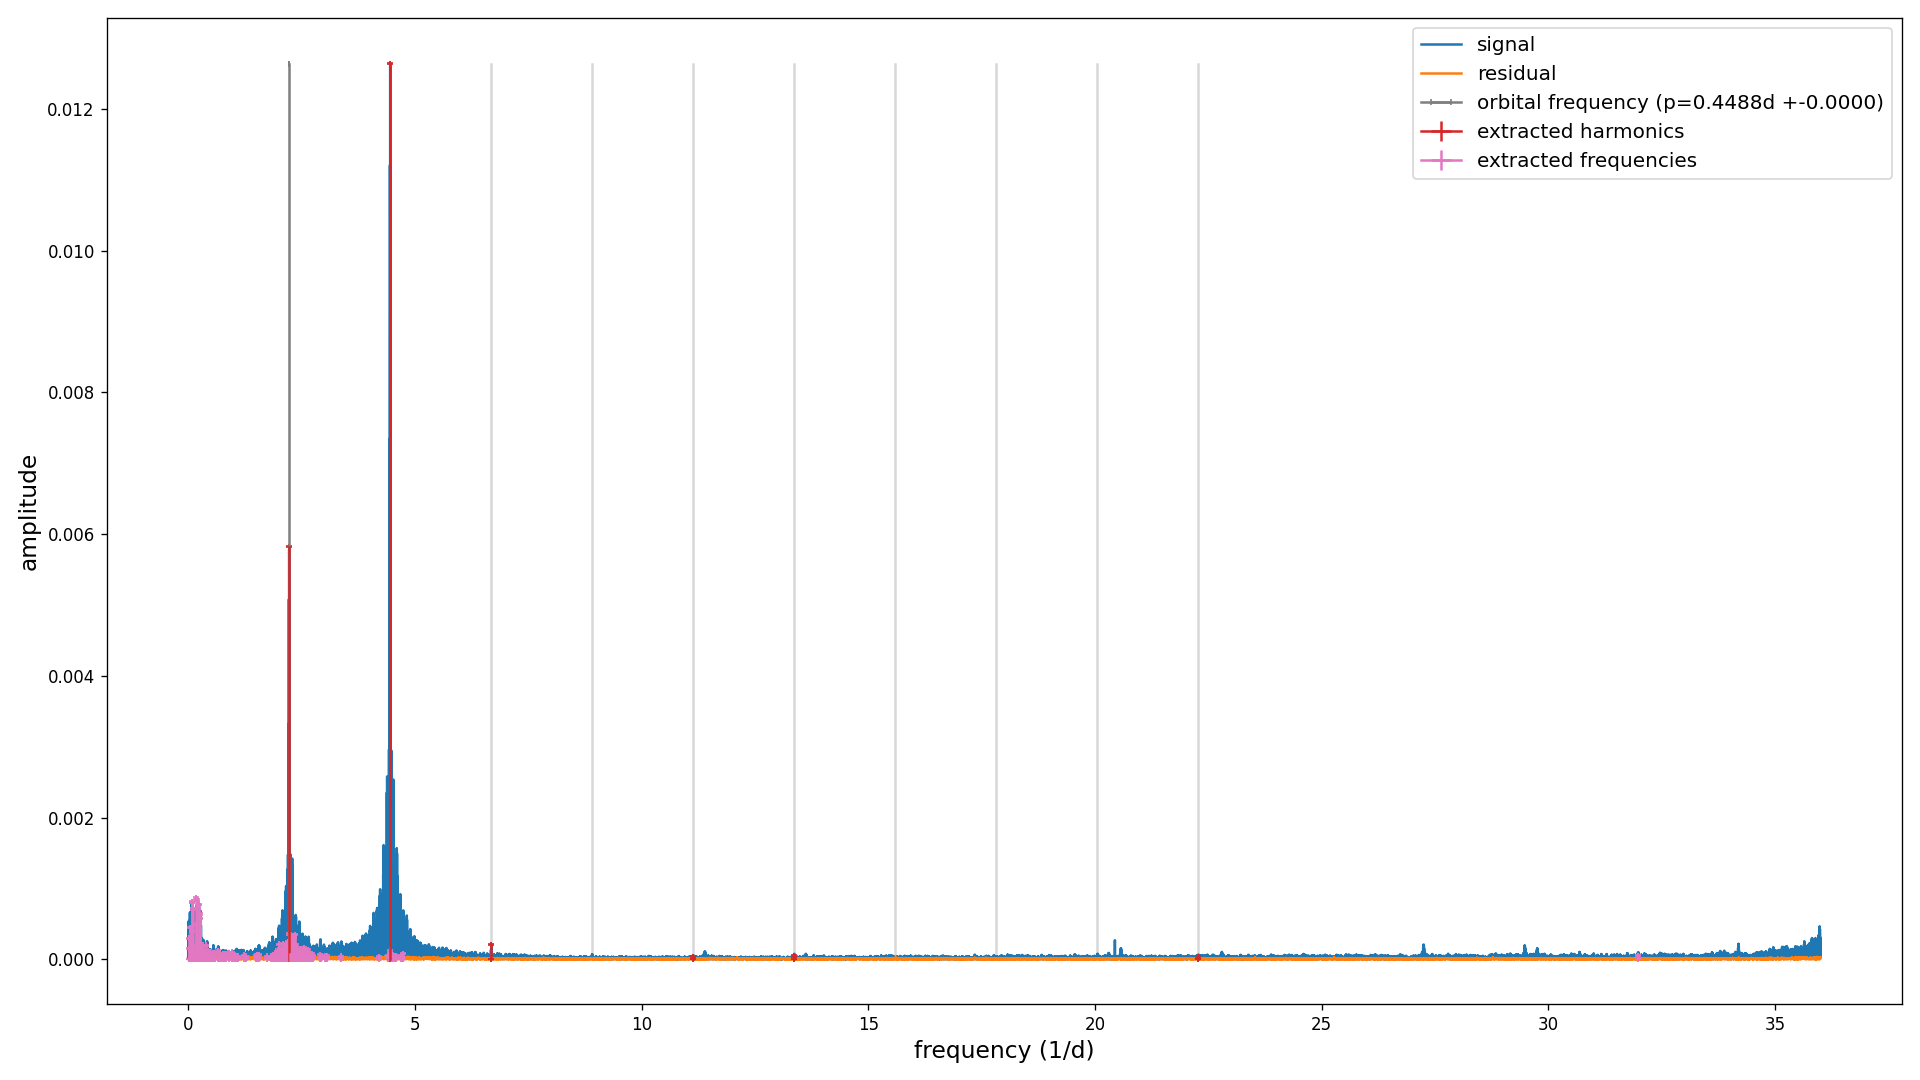 signal
residual
orbital frequency (p=0.4488d +-0.0000)
extracted harmonics
extracted frequencies
0.012
0.010
0.008
0.006
0.004
0.002
0.000
amplitude
0 5 10 15 20 25 30 35
frequency (1/d)